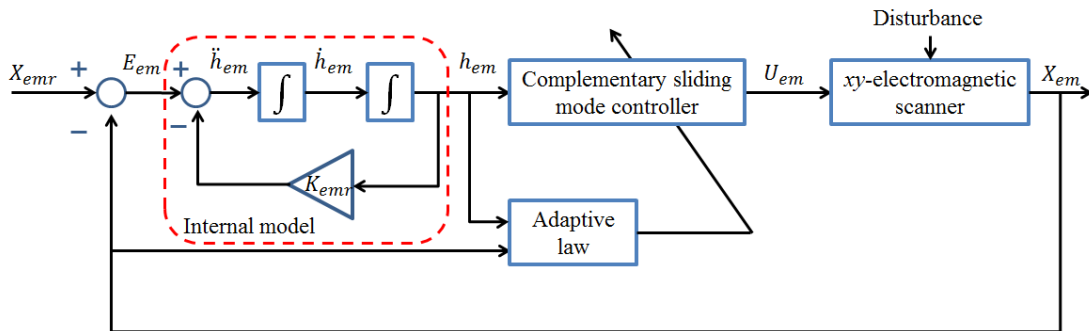 Disturbance
X_emr
+
−
E_em
+
−
ḧ_em
∫
ḣ_em
∫
h_em
Complementary sliding
mode controller
U_em
xy-electromagnetic
scanner
X_em
K_emr
Internal model
Adaptive
law